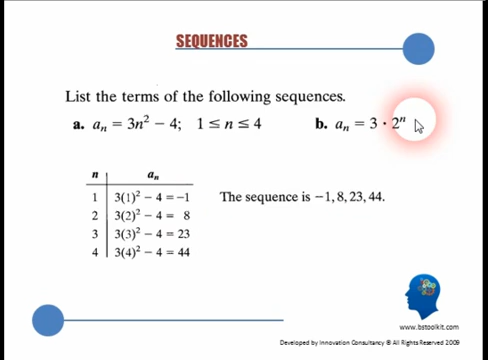 SEQUENCES
List the terms of the following sequences.
a. aₙ = 3n² − 4; 1 ≤ n ≤ 4 b. aₙ = 3 · 2ⁿ
n aₙ
1 3(1)² − 4 = −1 The sequence is −1, 8, 23, 44.
2 3(2)² − 4 = 8
3 3(3)² − 4 = 23
4 3(4)² − 4 = 44
www.bstoolkit.com
Developed by Innovation Consultancy ® All Rights Reserved 2009